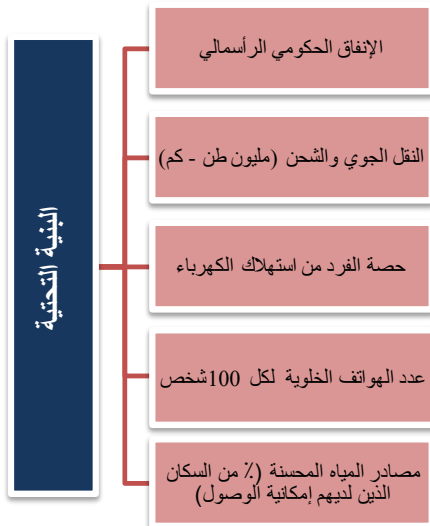 البنية التحتية
الإنفاق الحكومي الرأسمالي
النقل الجوي والشحن (مليون طن - كم)
حصة الفرد من استهلاك الكهرباء
عدد الهواتف الخلوية لكل 100شخص
مصادر المياه المحسنة (٪ من السكان
الذين لديهم إمكانية الوصول)